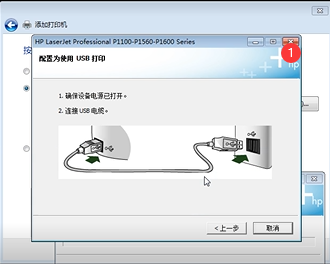 添加打印机
HP LaserJet Professional P1100-P1560-P1600 Series
1
配置为使用 USB 打印
hp
1. 确保设备电源已打开。
2. 连接 USB 电缆。
hp
< 上一步
取消